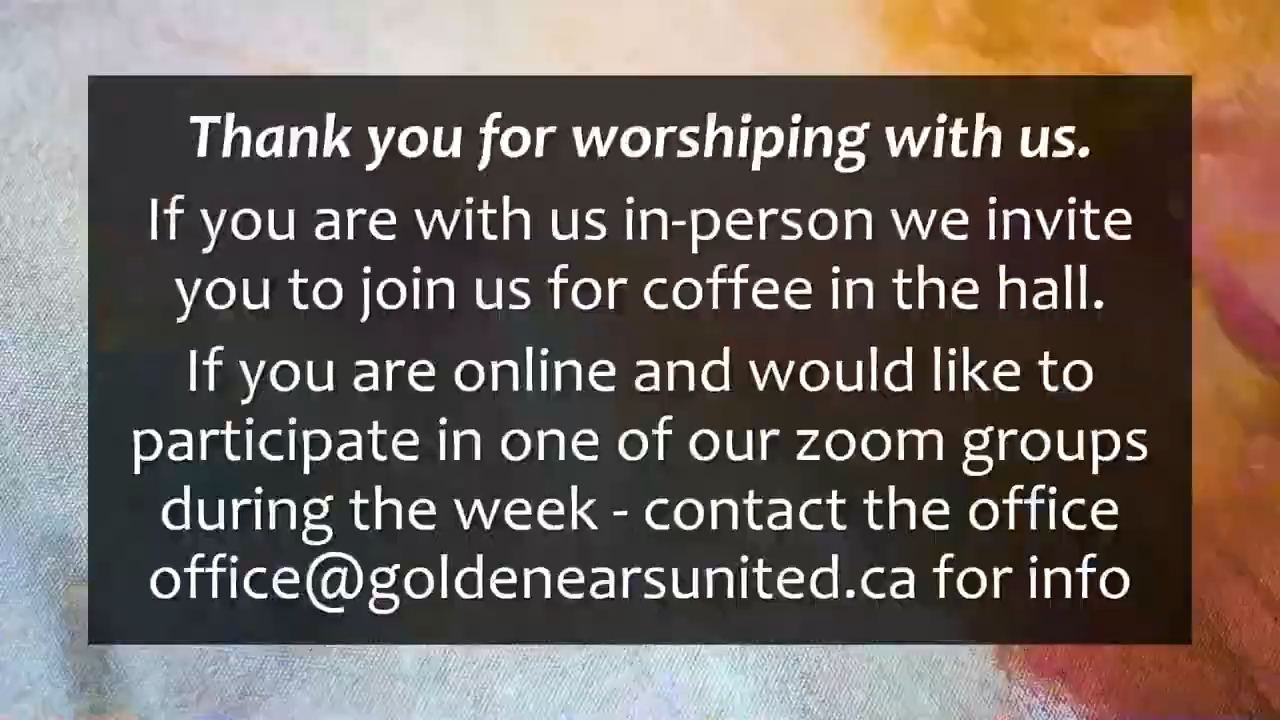 Thank you for worshiping with us.
If you are with us in-person we invite
you to join us for coffee in the hall.
If you are online and would like to
participate in one of our zoom groups
during the week - contact the office
office@goldenearsunited.ca for info